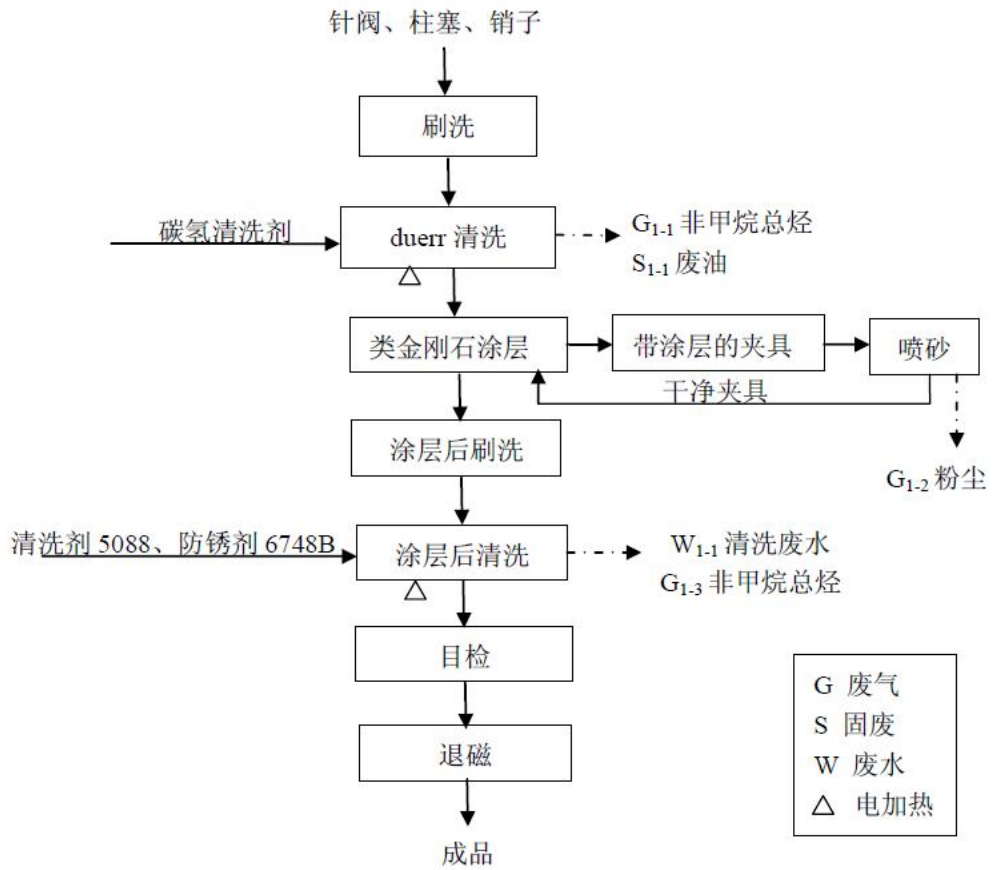 针阀、柱塞、销子
刷洗
碳氢清洗剂
duerr 清洗
G1-1 非甲烷总烃
S1-1 废油
类金刚石涂层
带涂层的夹具
喷砂
干净夹具
涂层后刷洗
G1-2 粉尘
清洗剂 5088、防锈剂 6748B
涂层后清洗
W1-1 清洗废水
G1-3 非甲烷总烃
目检
退磁
成品
G 废气
S 固废
W 废水
△ 电加热